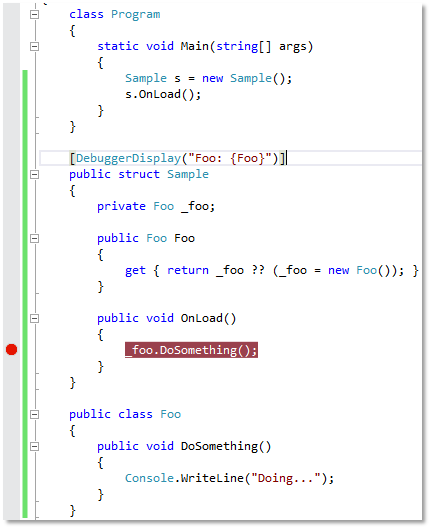 class Program
{
    static void Main(string[] args)
    {
        Sample s = new Sample();
        s.OnLoad();
    }
}

[DebuggerDisplay("Foo: {Foo}")]
public struct Sample
{
    private Foo _foo;

    public Foo Foo
    {
        get { return _foo ?? (_foo = new Foo()); }
    }

    public void OnLoad()
    {
        _foo.DoSomething();
    }
}

public class Foo
{
    public void DoSomething()
    {
        Console.WriteLine("Doing...");
    }
}